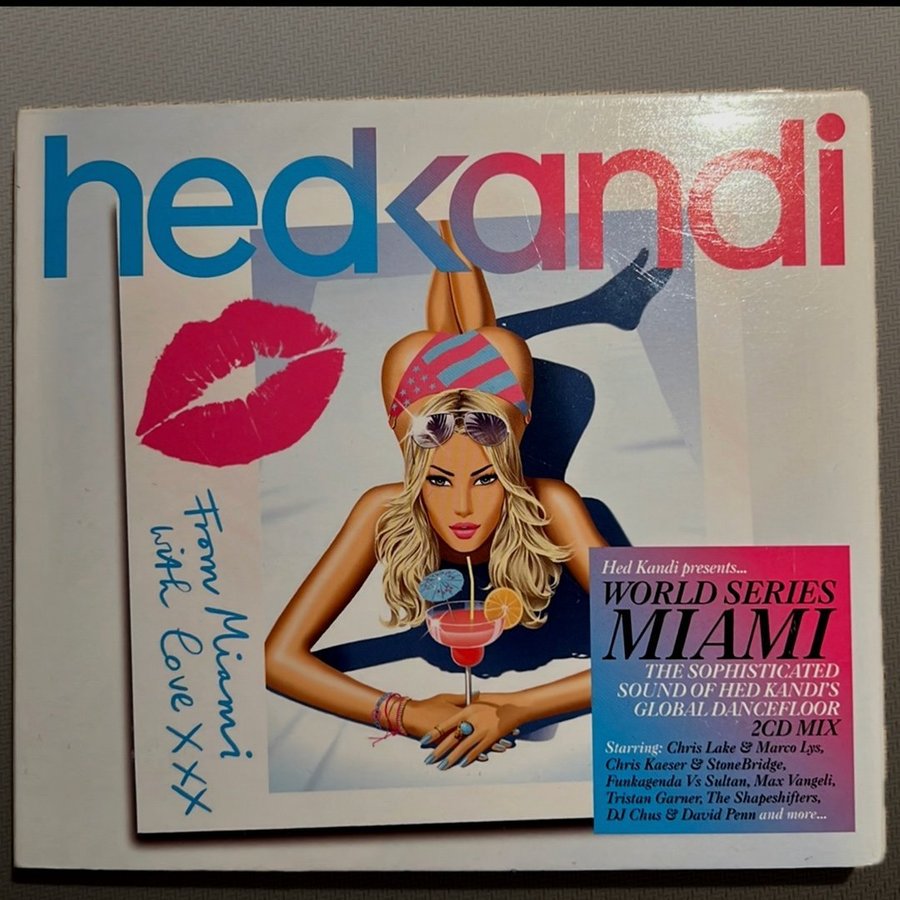 hedkandi
From Miami
with love XXX
Hed Kandi presents...
WORLD SERIES
MIAMI
THE SOPHISTICATED
SOUND OF HED KANDI'S
GLOBAL DANCEFLOOR
2CD MIX
Starring: Chris Lake & Marco Lys,
Chris Kaeser & StoneBridge,
Funkagenda Vs Sultan, Max Vangeli,
Tristan Garner, The Shapeshifters,
DJ Chus & David Penn and more...